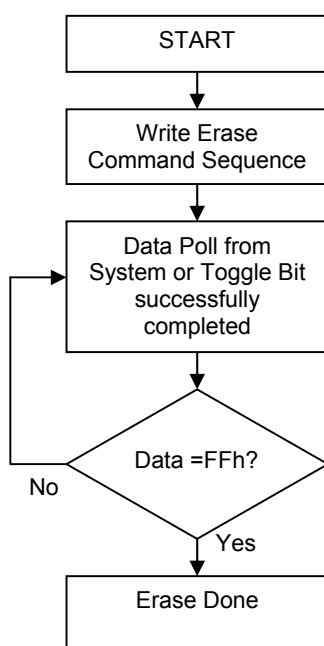 START
Write Erase
Command Sequence
Data Poll from
System or Toggle Bit
successfully
completed
Data =FFh?
No
Yes
Erase Done